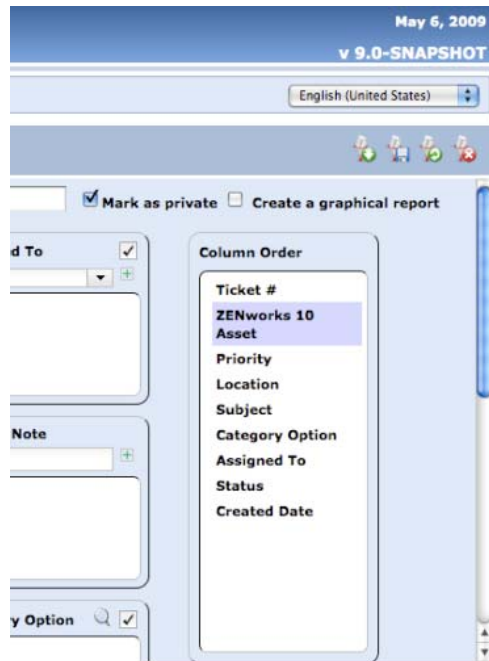 May 6, 2009
v 9.0-SNAPSHOT
English (United States)
Mark as private Create a graphical report
d To
Column Order
Ticket #
ZENworks 10
Asset
Priority
Location
Subject
Category Option
Assigned To
Status
Created Date
Note
y Option